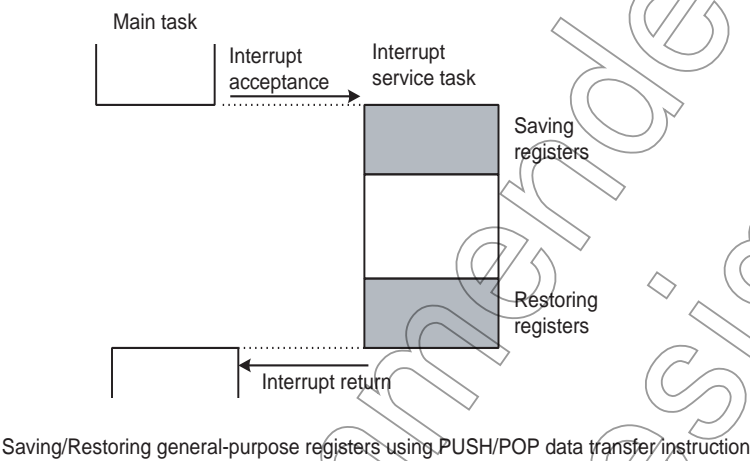 Main task
Interrupt
acceptance
Interrupt
service task
Saving
registers
Restoring
registers
Interrupt return
Saving/Restoring general-purpose registers using PUSH/POP data transfer instruction